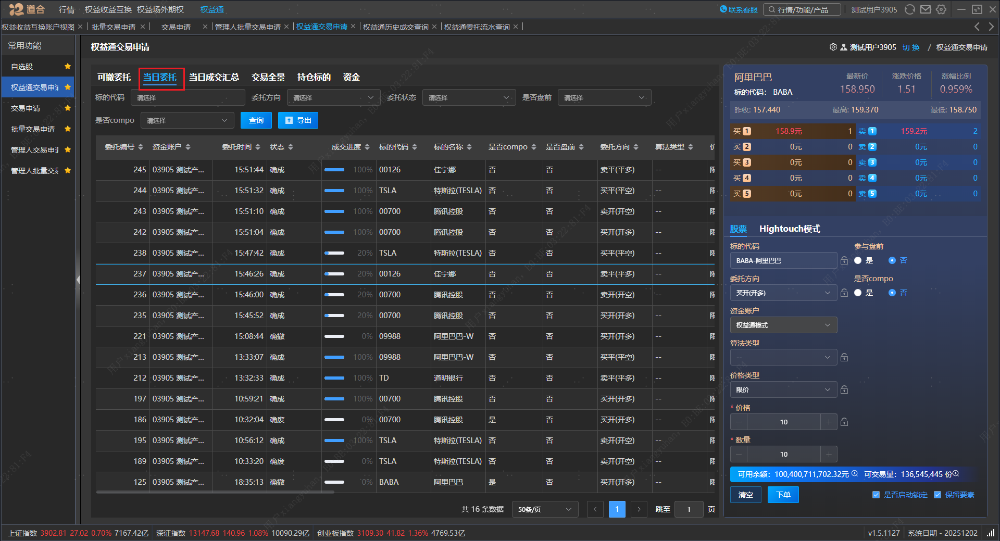 道合 行情 权益收益互换 权益场外期权 权益通 联系客服 行情/功能/产品 测试用户3905
权益收益互换账户视图 × 批量交易申请 × 交易申请 × 管理人批量交易申请 × 权益通交易申请 × 权益通历史成交查询 × 权益通委托流水查询 ×
常用功能
自选股
权益通交易申请
交易申请
批量交易申请
管理人交易申请
管理人批量交易
权益通交易申请
测试用户3905 切 换 / 权益通交易申请
可撤委托 当日委托 当日成交汇总 交易全景 持仓标的 资金
标的代码 请选择 委托方向 请选择 委托状态 请选择 是否盘前 请选择
是否compo 请选择 查询 导出
委托编号 资金账户 委托时间 状态 成交进度 标的代码 标的名称 是否compo 是否盘前 委托方向 算法类型 价
245 03905 测试产... 15:51:44 确成 100% 00126 佳宁娜 否 否 卖平(平多) -- 限
244 03905 测试产... 15:51:32 确成 100% TSLA 特斯拉(TESLA) 否 否 买平(平空) -- 限
243 03905 测试产... 15:51:10 确成 100% 00700 腾讯控股 否 否 卖开(开空) -- 限
242 03905 测试产... 15:51:04 确成 100% 00700 腾讯控股 否 否 买开(开多) -- 限
238 03905 测试产... 15:47:42 确成 20% TSLA 特斯拉(TESLA) 否 否 买平(平空) -- 限
237 03905 测试产... 15:46:26 确成 20% 00126 佳宁娜 否 否 卖平(平多) -- 限
236 03905 测试产... 15:46:00 确成 20% 00700 腾讯控股 否 否 卖开(开空) -- 限
235 03905 测试产... 15:45:52 确成 20% 00700 腾讯控股 否 否 买开(开多) -- 限
221 03905 测试产... 15:08:44 确撤 0% 09988 阿里巴巴-W 否 否 买开(开多) -- 限
213 03905 测试产... 13:33:07 确成 100% 09988 阿里巴巴-W 否 否 买平(平空) -- 限
212 03905 测试产... 13:32:33 确成 100% TD 道明银行 否 否 卖平(平多) -- 限
197 03905 测试产... 10:59:21 确成 100% 00700 腾讯控股 否 否 买开(开多) -- 限
186 03905 测试产... 10:32:04 确废 0% 00700 腾讯控股 是 否 买开(开多) -- 限
195 03905 测试产... 10:56:12 确成 100% TSLA 特斯拉(TESLA) 否 否 卖开(开空) -- 限
189 03905 测试产... 10:33:20 确废 0% TSLA 特斯拉(TESLA) 否 否 卖开(开空) -- 限
125 03905 测试产... 18:35:13 确撤 0% BABA 阿里巴巴 是 否 买开(开多) -- 限
共 16 条数据 50条/页 1 跳至 1 页
阿里巴巴 最新价 涨跌价格 涨幅比例
标的代码： BABA 158.950 1.51 0.959%
昨收: 157.440 最高: 159.370 最低: 158.750
买 1 158.9元 1 卖 1 159.2元 2
买 2 0元 0 卖 2 0元 0
买 3 0元 0 卖 3 0元 0
买 4 0元 0 卖 4 0元 0
买 5 0元 0 卖 5 0元 0
股票 Hightouch模式
标的代码 参与盘前
BABA-阿里巴巴 是 否
委托方向 是否compo
买开(开多) 是 否
资金账户
权益通模式
算法类型
--
价格类型
限价
* 价格
10
* 数量
10
可用余额： 100,400,711,702.32元 可交易量： 136,545,445 份
清空 下单 是否启动锁定 保留要素
上证指数 3902.81 27.02 0.70% 7167.42亿 深证指数 13147.68 140.96 1.08% 10090.29亿 创业板指数 3109.30 41.82 1.36% 4769.53亿 v1.5.1127 系统日期 - 20251202